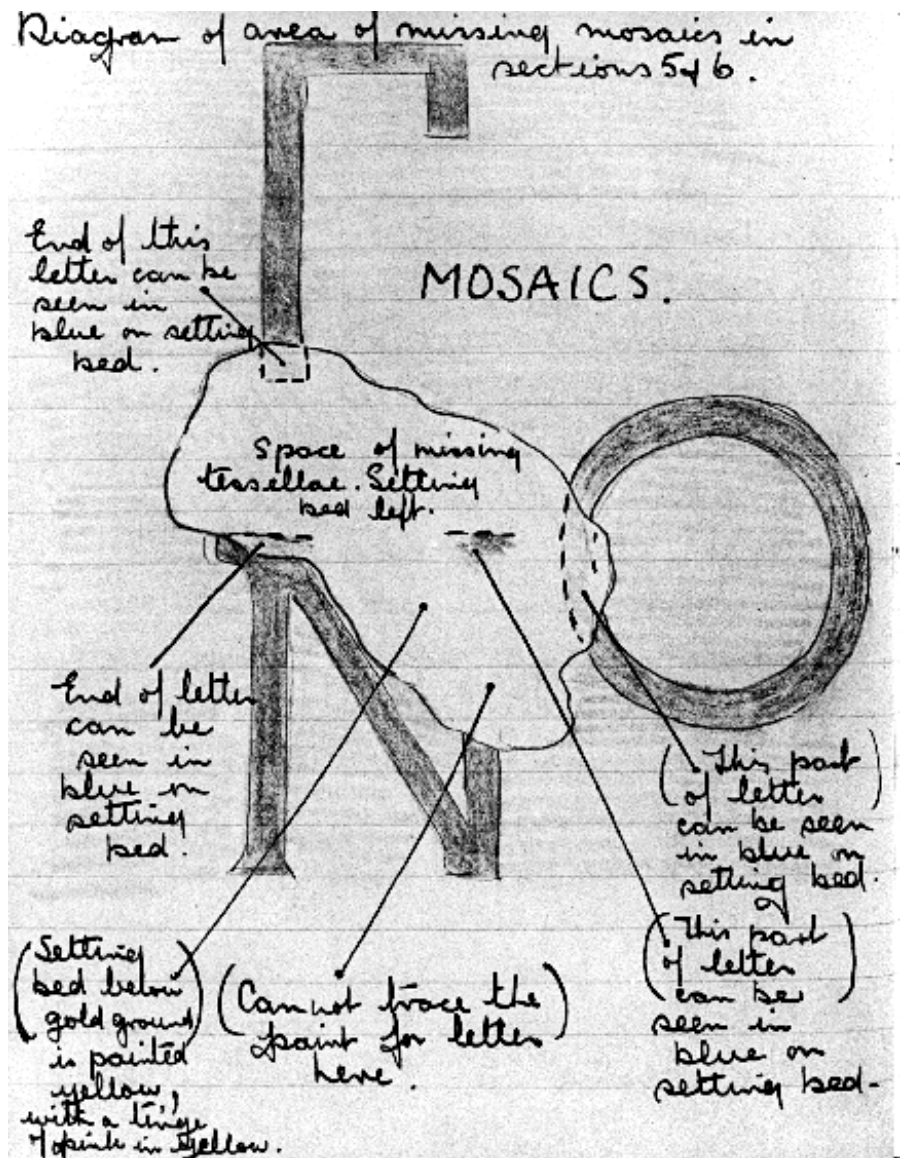 Diagram of area of missing mosaics in
sections 5 & 6.
End of this
letter can be
seen in
blue on setting
bed.
MOSAICS.
Space of missing
tessellae. Setting
bed left.
End of letter
can be
seen in
blue on
setting
bed.
(This part
of letter)
can be seen
in blue on
setting bed.
(Setting
bed below
gold ground)
is painted
yellow,
with a tinge
of pink in yellow.
(Cannot trace the
paint for letter)
here.
(This part
of letter
can be)
seen in
blue on
setting bed-